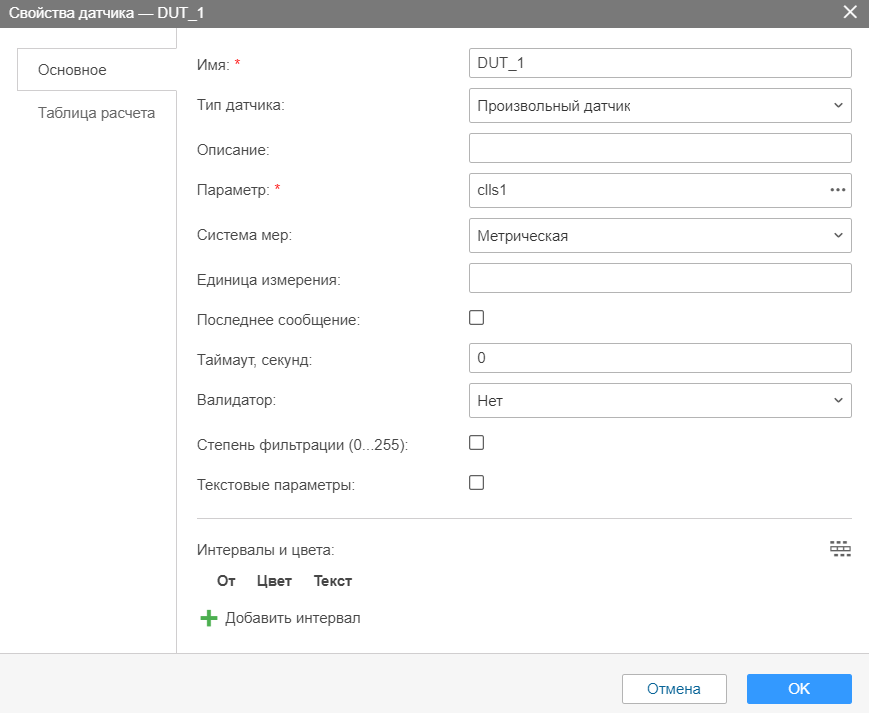 Свойства датчика — DUT_1
Основное
Таблица расчета
Имя: * DUT_1
Тип датчика: Произвольный датчик
Описание:
Параметр: * clls1
Система мер: Метрическая
Единица измерения:
Последнее сообщение:
Таймаут, секунд: 0
Валидатор: Нет
Степень фильтрации (0...255):
Текстовые параметры:
Интервалы и цвета:
От Цвет Текст
Добавить интервал
Отмена OK